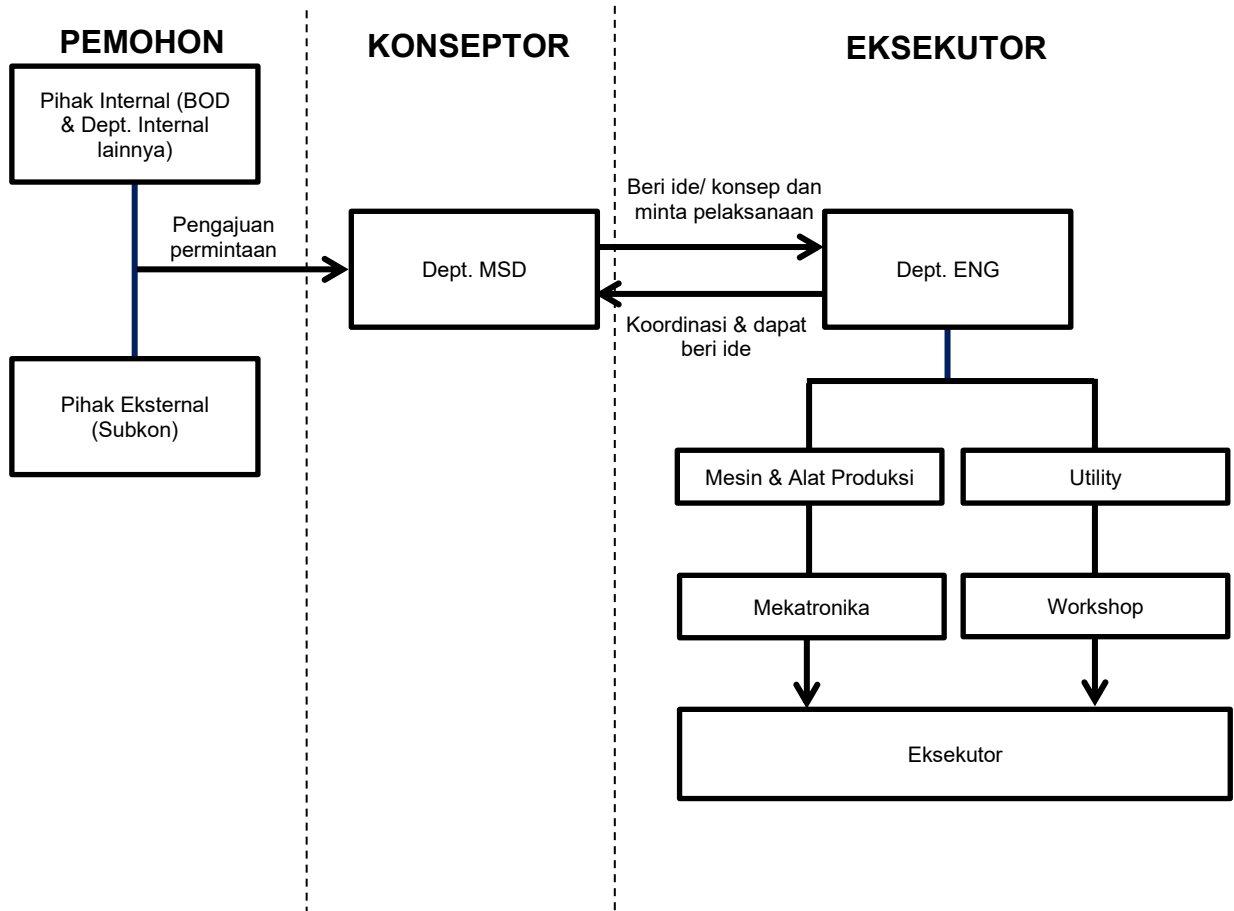 PEMOHON
KONSEPTOR
EKSEKUTOR
Pihak Internal (BOD
& Dept. Internal
lainnya)
Pengajuan
permintaan
Pihak Eksternal
(Subkon)
Dept. MSD
Beri ide/ konsep dan
minta pelaksanaan
Koordinasi & dapat
beri ide
Dept. ENG
Mesin & Alat Produksi
Utility
Mekatronika
Workshop
Eksekutor